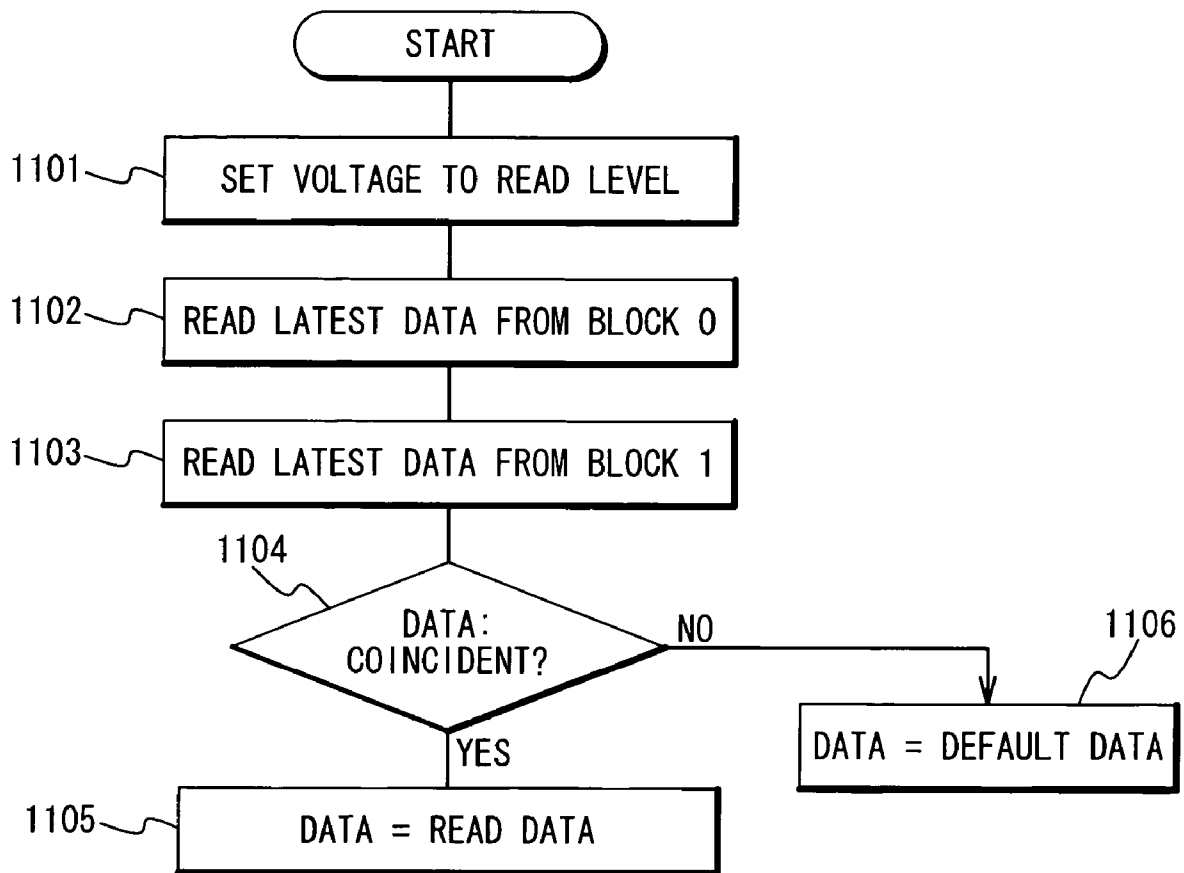 START
1101
SET VOLTAGE TO READ LEVEL
1102
READ LATEST DATA FROM BLOCK 0
1103
READ LATEST DATA FROM BLOCK 1
1104
DATA:
COINCIDENT?
NO
1106
YES
DATA = DEFAULT DATA
1105
DATA = READ DATA